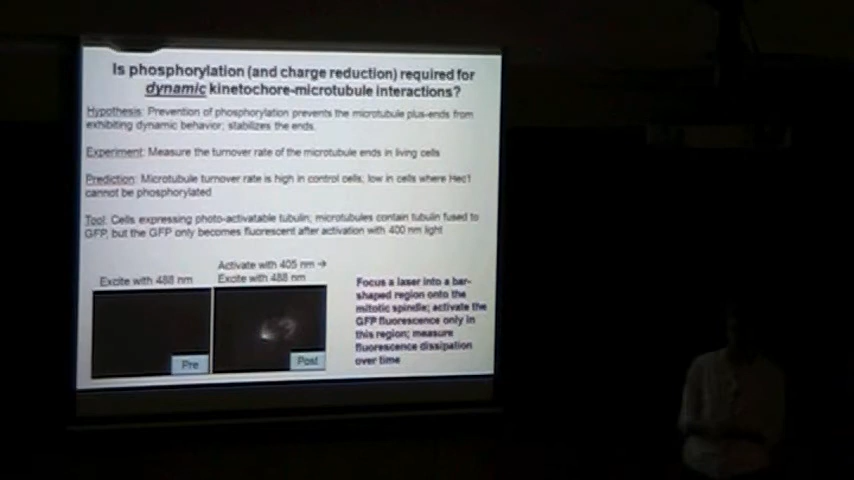 Is phosphorylation (and charge reduction) required for
dynamic kinetochore-microtubule interactions?
Hypothesis: Prevention of phosphorylation prevents the microtubule plus-ends from
exhibiting dynamic behavior; stabilizes the ends.
Experiment: Measure the turnover rate of the microtubule ends in living cells
Prediction: Microtubule turnover rate is high in control cells, low in cells where Hec1
cannot be phosphorylated
Tool: Cells expressing photo-activatable tubulin; microtubules contain tubulin fused to
GFP, but the GFP only becomes fluorescent after activation with 400 nm light
Activate with 405 nm →
Excite with 488 nm
Excite with 488 nm
Pre
Post
Focus a laser into a bar-
shaped region onto the
mitotic spindle; activate the
GFP fluorescence only in
this region; measure
fluorescence dissipation
over time